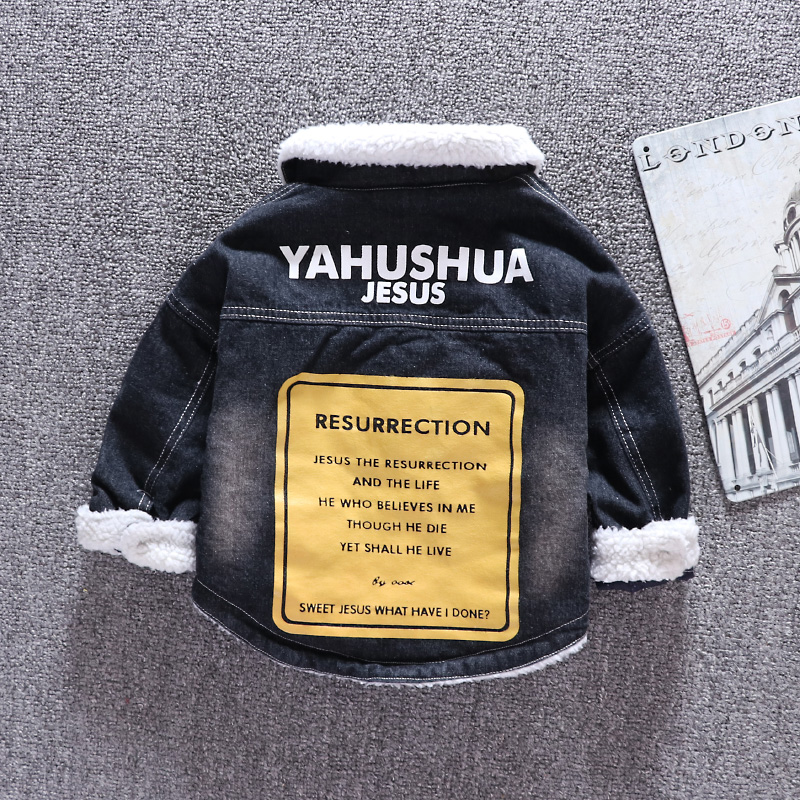 YAHUSHUA
JESUS
RESURRECTION
JESUS THE RESURRECTION
AND THE LIFE
HE WHO BELIEVES IN ME
THOUGH HE DIE
YET SHALL HE LIVE
By
SWEET JESUS WHAT HAVE I DONE?
LONDON